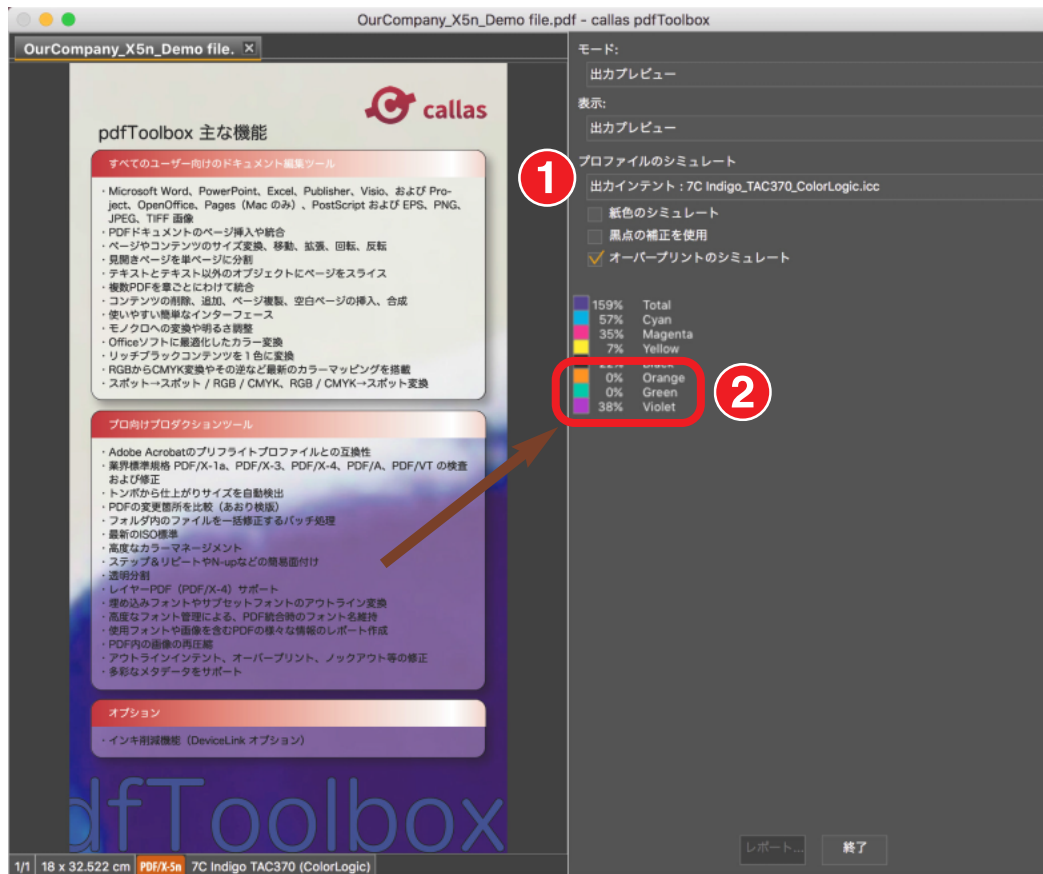 OurCompany_X5n_Demo file.pdf - callas pdfToolbox
OurCompany_X5n_Demo file.
callas
pdfToolbox 主な機能
すべてのユーザー向けのドキュメント編集ツール
・Microsoft Word、PowerPoint、Excel、Publisher、Visio、および Pro-
ject、OpenOffice、Pages（Mac のみ）、PostScript および EPS、PNG、
JPEG、TIFF 画像
・PDFドキュメントのページ挿入や統合
・ページやコンテンツのサイズ変換、移動、拡張、回転、反転
・見開きページを単ページに分割
・テキストとテキスト以外のオブジェクトにページをスライス
・複数PDFを章ごとにわけて統合
・コンテンツの削除、追加、ページ複製、空白ページの挿入、合成
・使いやすい簡単なインターフェース
・モノクロへの変換や明るさ調整
・Officeソフトに最適化したカラー変換
・リッチブラックコンテンツを1色に変換
・RGBからCMYK変換やその逆など最新のカラーマッピングを搭載
・スポット→スポット / RGB / CMYK、RGB / CMYK→スポット変換
プロ向けプロダクションツール
・Adobe Acrobatのプリフライトプロファイルとの互換性
・業界標準規格 PDF/X-1a、PDF/X-3、PDF/X-4、PDF/A、PDF/VT の検査
および修正
・トンボから仕上がりサイズを自動検出
・PDFの変更箇所を比較（あおり検版）
・フォルダ内のファイルを一括修正するバッチ処理
・最新のISO標準
・高度なカラーマネージメント
・ステップ&リピートやN-upなどの簡易面付け
・透明分割
・レイヤーPDF（PDF/X-4）サポート
・埋め込みフォントやサブセットフォントのアウトライン変換
・高度なフォント管理による、PDF統合時のフォント名維持
・使用フォントや画像を含むPDFの様々な情報のレポート作成
・PDF内の画像の再圧縮
・アウトラインインテント、オーバープリント、ノックアウト等の修正
・多彩なメタデータをサポート
オプション
・インキ削減機能（DeviceLink オプション）
dfToolbox
1/1 18 x 32.522 cm PDF/X-5n 7C Indigo TAC370 (ColorLogic)
モード:
出力プレビュー
表示:
出力プレビュー
1
プロファイルのシミュレート
出力インテント : 7C Indigo_TAC370_ColorLogic.icc
紙色のシミュレート
黒点の補正を使用
オーバープリントのシミュレート
159% Total
57% Cyan
35% Magenta
7% Yellow
22% Black
0% Orange
0% Green
38% Violet
2
レポート... 終了